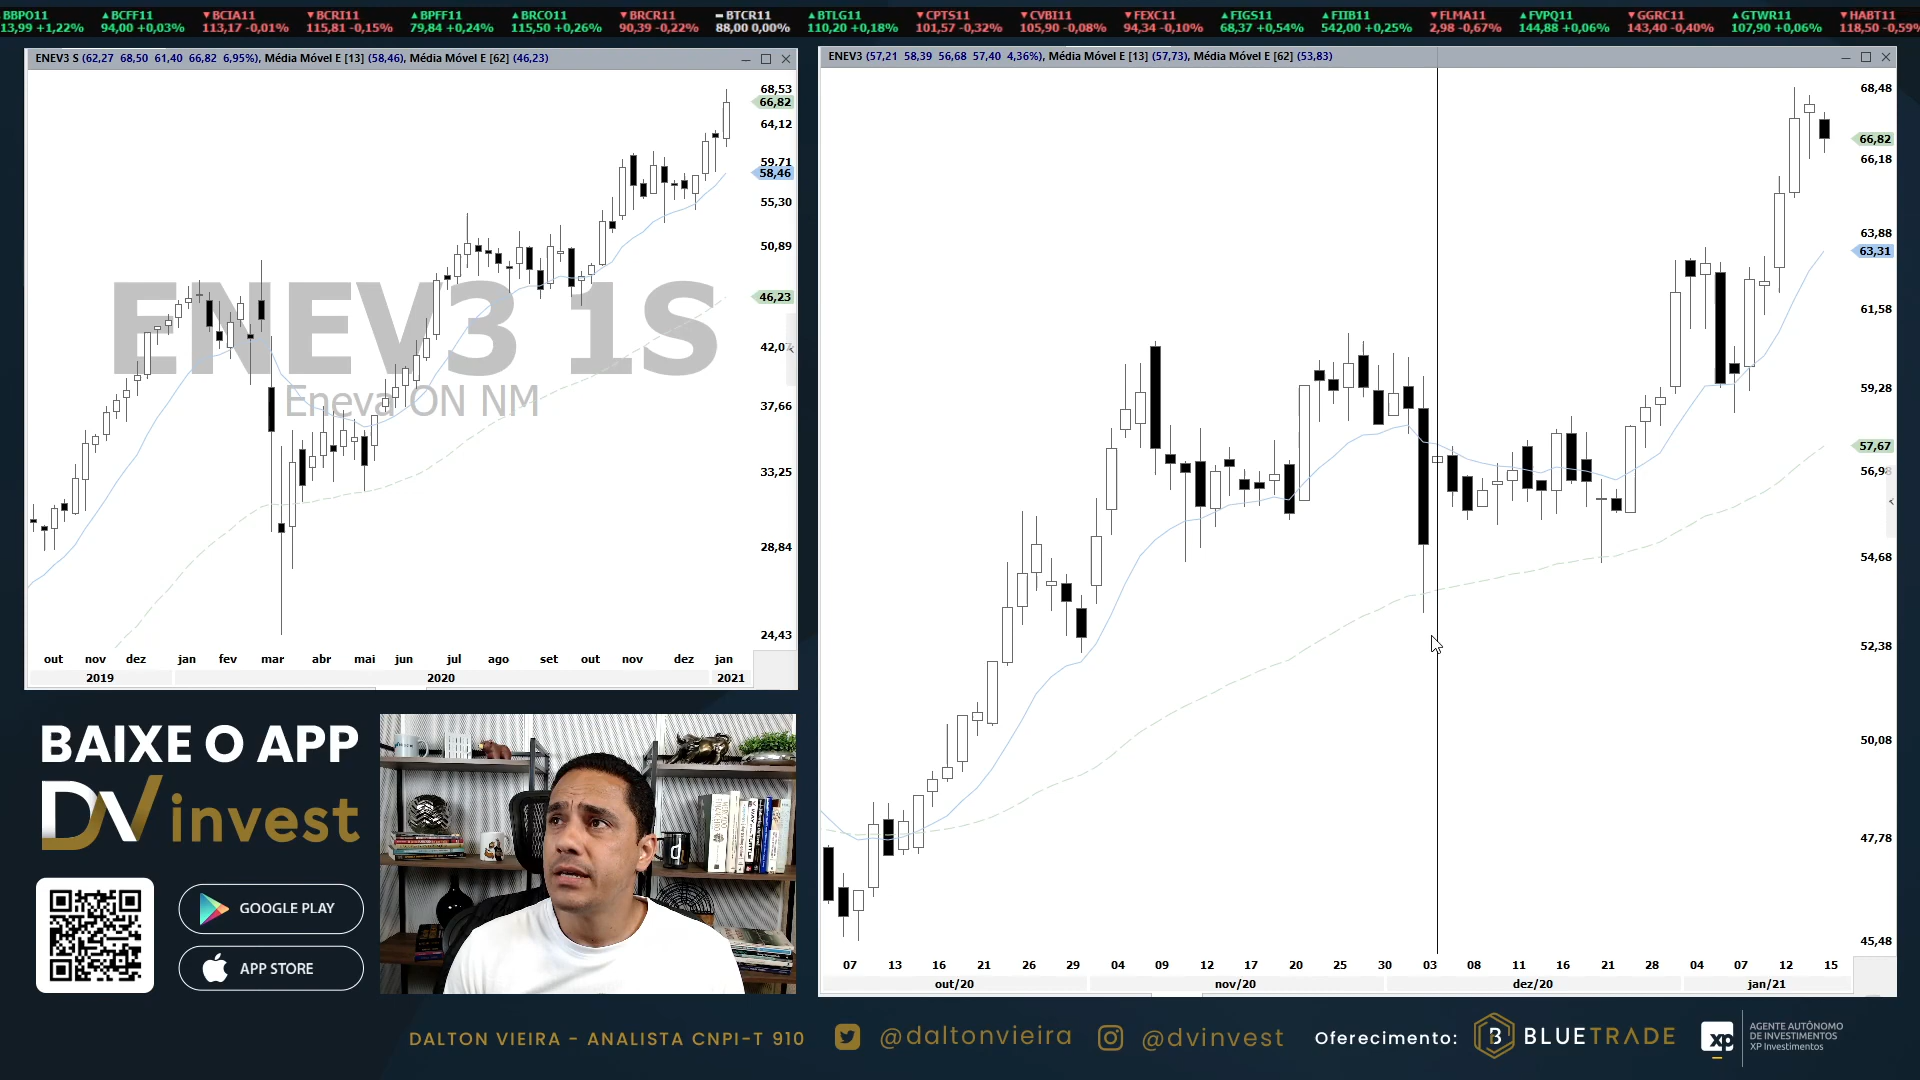 BBPO11 ▲BCFF11 ▼BCIA11 ▼BCRI11 ▲BPFF11 ▲BRCO11 ▼BRCR11 ━BTCR11 ▲BTLG11 ▼CPTS11 ▼CVBI11 ▼FEXC11 ▲FIGS11 ▲FIIB11 ▼FLMA11 ▲FVPQ11 ▼GGRC11 ▲GTWR11 ▼HABT11
13,99 +1,22% 94,00 +0,03% 113,17 -0,01% 115,81 -0,15% 79,84 +0,24% 115,50 +0,26% 90,39 -0,22% 88,00 0,00% 110,20 +0,18% 101,57 -0,32% 105,90 -0,08% 94,34 -0,10% 68,37 +0,54% 542,00 +0,25% 2,98 -0,67% 144,88 +0,06% 143,40 -0,40% 107,90 +0,06% 118,50 -0,59%
ENEV3 S (62,27 68,50 61,40 66,82 6,95%), Média Móvel E [13] (58,46), Média Móvel E [62] (46,23)
68,53
66,82
64,12
59,71
58,46
55,30
50,89
46,23
42,0
37,66
33,25
28,84
24,43
ENEV3 1S
Eneva ON NM
out nov dez jan fev mar abr mai jun jul ago set out nov dez jan
2019 2020 2021
ENEV3 (57,21 58,39 56,68 57,40 4,36%), Média Móvel E [13] (57,73), Média Móvel E [62] (53,83)
68,48
66,82
66,18
63,88
63,31
61,58
59,28
57,67
56,98
54,68
52,38
50,08
47,78
45,48
07 13 16 21 26 29 04 09 12 17 20 25 30 03 08 11 16 21 28 04 07 12 15
out/20 nov/20 dez/20 jan/21
BAIXE O APP
DV invest
GOOGLE PLAY
APP STORE
d
DALTON VIEIRA - ANALISTA CNPI-T 910
@daltonvieira
@dvinvest
Oferecimento:
B BLUETRADE
xp
AGENTE AUTÔNOMO
DE INVESTIMENTOS
XP Investimentos